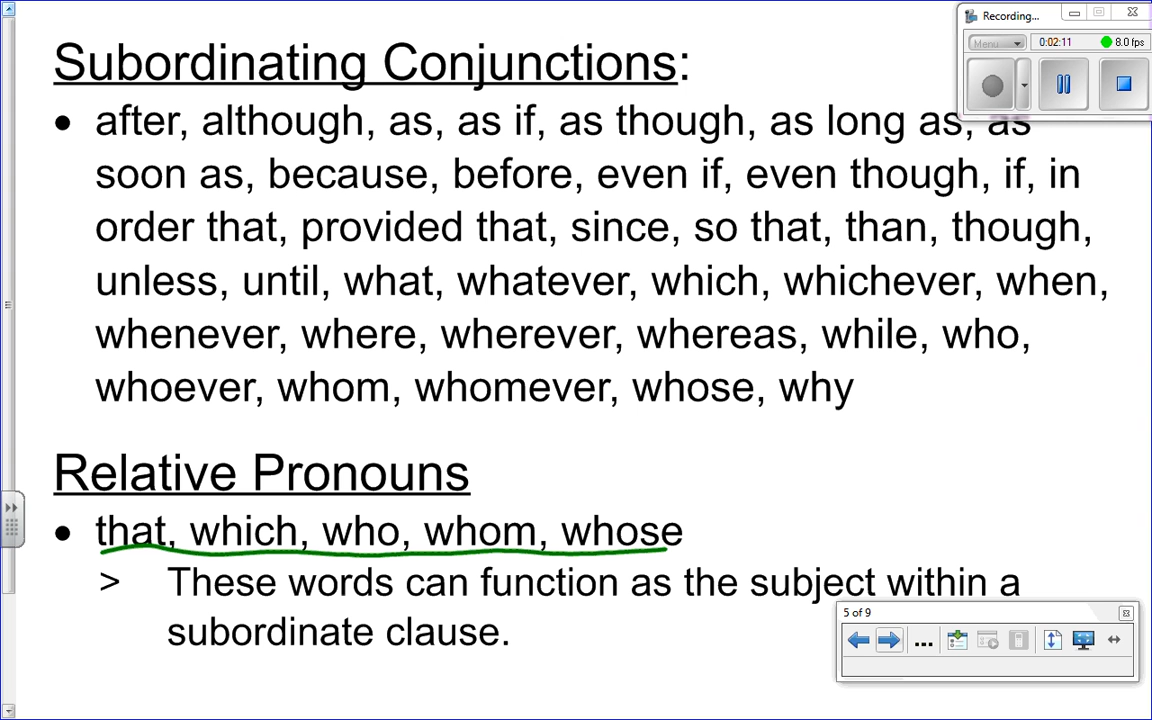 Recording...
Menu
0:02:11
8.0 fps
Subordinating Conjunctions:
• after, although, as, as if, as though, as long as, as
soon as, because, before, even if, even though, if, in
order that, provided that, since, so that, than, though,
unless, until, what, whatever, which, whichever, when,
whenever, where, wherever, whereas, while, who,
whoever, whom, whomever, whose, why
Relative Pronouns
• that, which, who, whom, whose
> These words can function as the subject within a
subordinate clause.
5 of 9